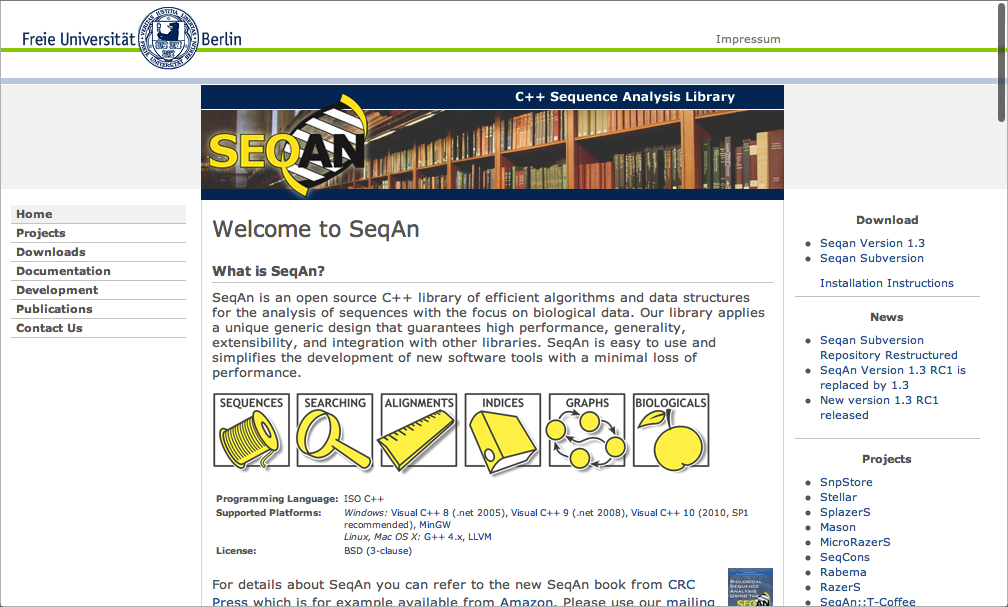 Freie Universität Berlin
Impressum
C++ Sequence Analysis Library
SEQAN
Home
Projects
Downloads
Documentation
Development
Publications
Contact Us
Welcome to SeqAn
What is SeqAn?
SeqAn is an open source C++ library of efficient algorithms and data structures
for the analysis of sequences with the focus on biological data. Our library applies
a unique generic design that guarantees high performance, generality,
extensibility, and integration with other libraries. SeqAn is easy to use and
simplifies the development of new software tools with a minimal loss of
performance.
SEQUENCES SEARCHING ALIGNMENTS INDICES GRAPHS BIOLOGICALS
Programming Language: ISO C++
Supported Platforms: Windows: Visual C++ 8 (.net 2005), Visual C++ 9 (.net 2008), Visual C++ 10 (2010, SP1
recommended), MinGW
Linux, Mac OS X: G++ 4.x, LLVM
License: BSD (3-clause)
For details about SeqAn you can refer to the new SeqAn book from CRC
Press which is for example available from Amazon. Please use our mailing
BIOLOGICAL
SEQUENCE
ANALYSIS
SEQAN
Download
Seqan Version 1.3
Seqan Subversion
Installation Instructions
News
Seqan Subversion
Repository Restructured
SeqAn Version 1.3 RC1 is
replaced by 1.3
New version 1.3 RC1
released
Projects
SnpStore
Stellar
SplazerS
Mason
MicroRazerS
SeqCons
Rabema
RazerS
SeqAn::T-Coffee